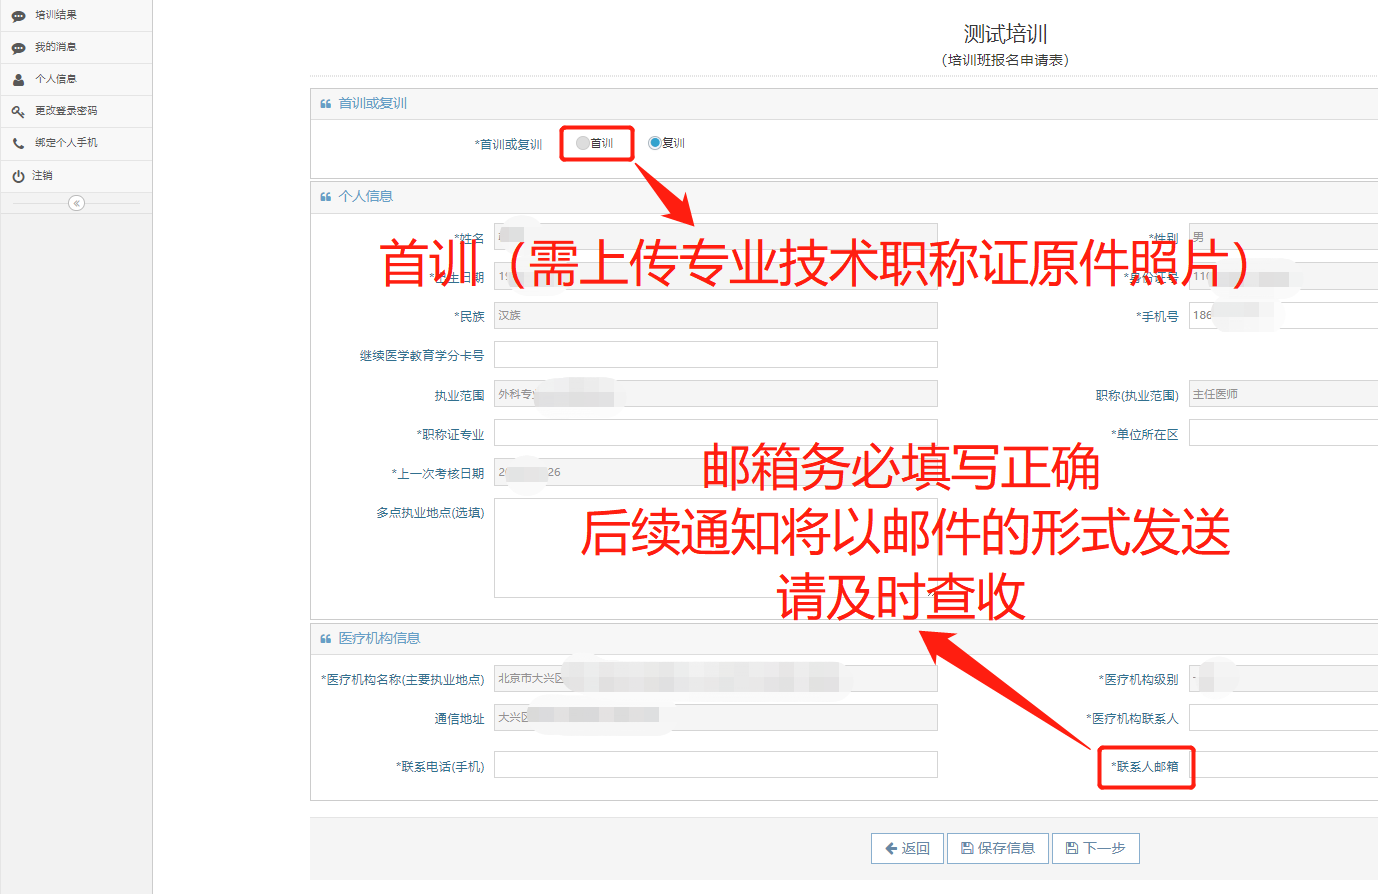 培训结果
我的消息
个人信息
更改登录密码
绑定个人手机
注销
测试培训
（培训班报名申请表）
首训或复训
*首训或复训 首训 复训
个人信息
*姓名 *性别 男
首训（需上传专业技术职称证原件照片）
*出生日期 19 *身份证号 110
*民族 汉族 *手机号 186
继续医学教育学分卡号
执业范围 外科专业 职称(执业范围) 主任医师
*职称证专业 *单位所在区
邮箱务必填写正确
*上一次考核日期 2 26
多点执业地点(选填)
后续通知将以邮件的形式发送
请及时查收
医疗机构信息
*医疗机构名称(主要执业地点) 北京市大兴区 *医疗机构级别 -
通信地址 大兴区 *医疗机构联系人
*联系电话(手机) *联系人邮箱
返回 保存信息 下一步